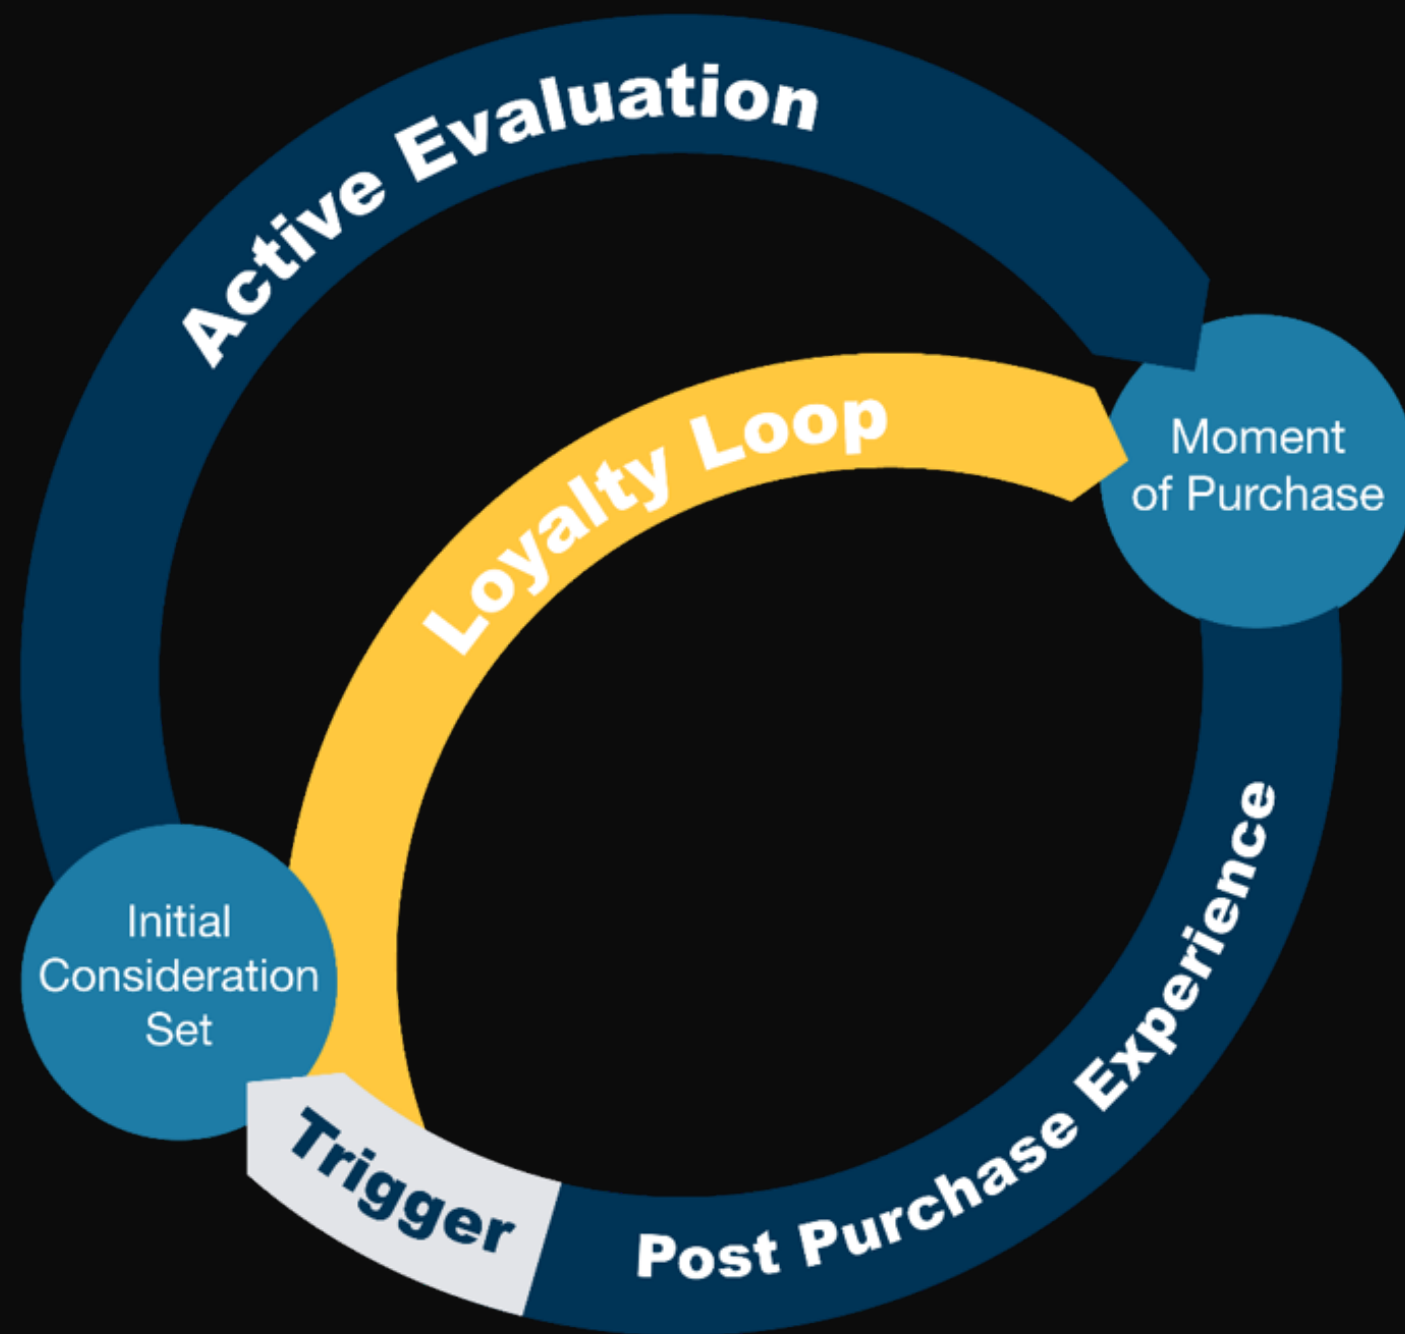 Active Evaluation
Loyalty Loop
Moment
of Purchase
Initial
Consideration
Set
Trigger
Post Purchase Experience